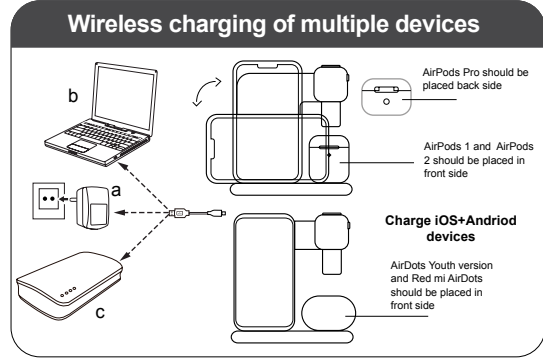 Wireless charging of multiple devices
b
a
c
AirPods Pro should be
placed back side
AirPods 1 and AirPods
2 should be placed in
front side
Charge iOS+Andriod
devices
AirDots Youth version
and Red mi AirDots
should be placed in
front side